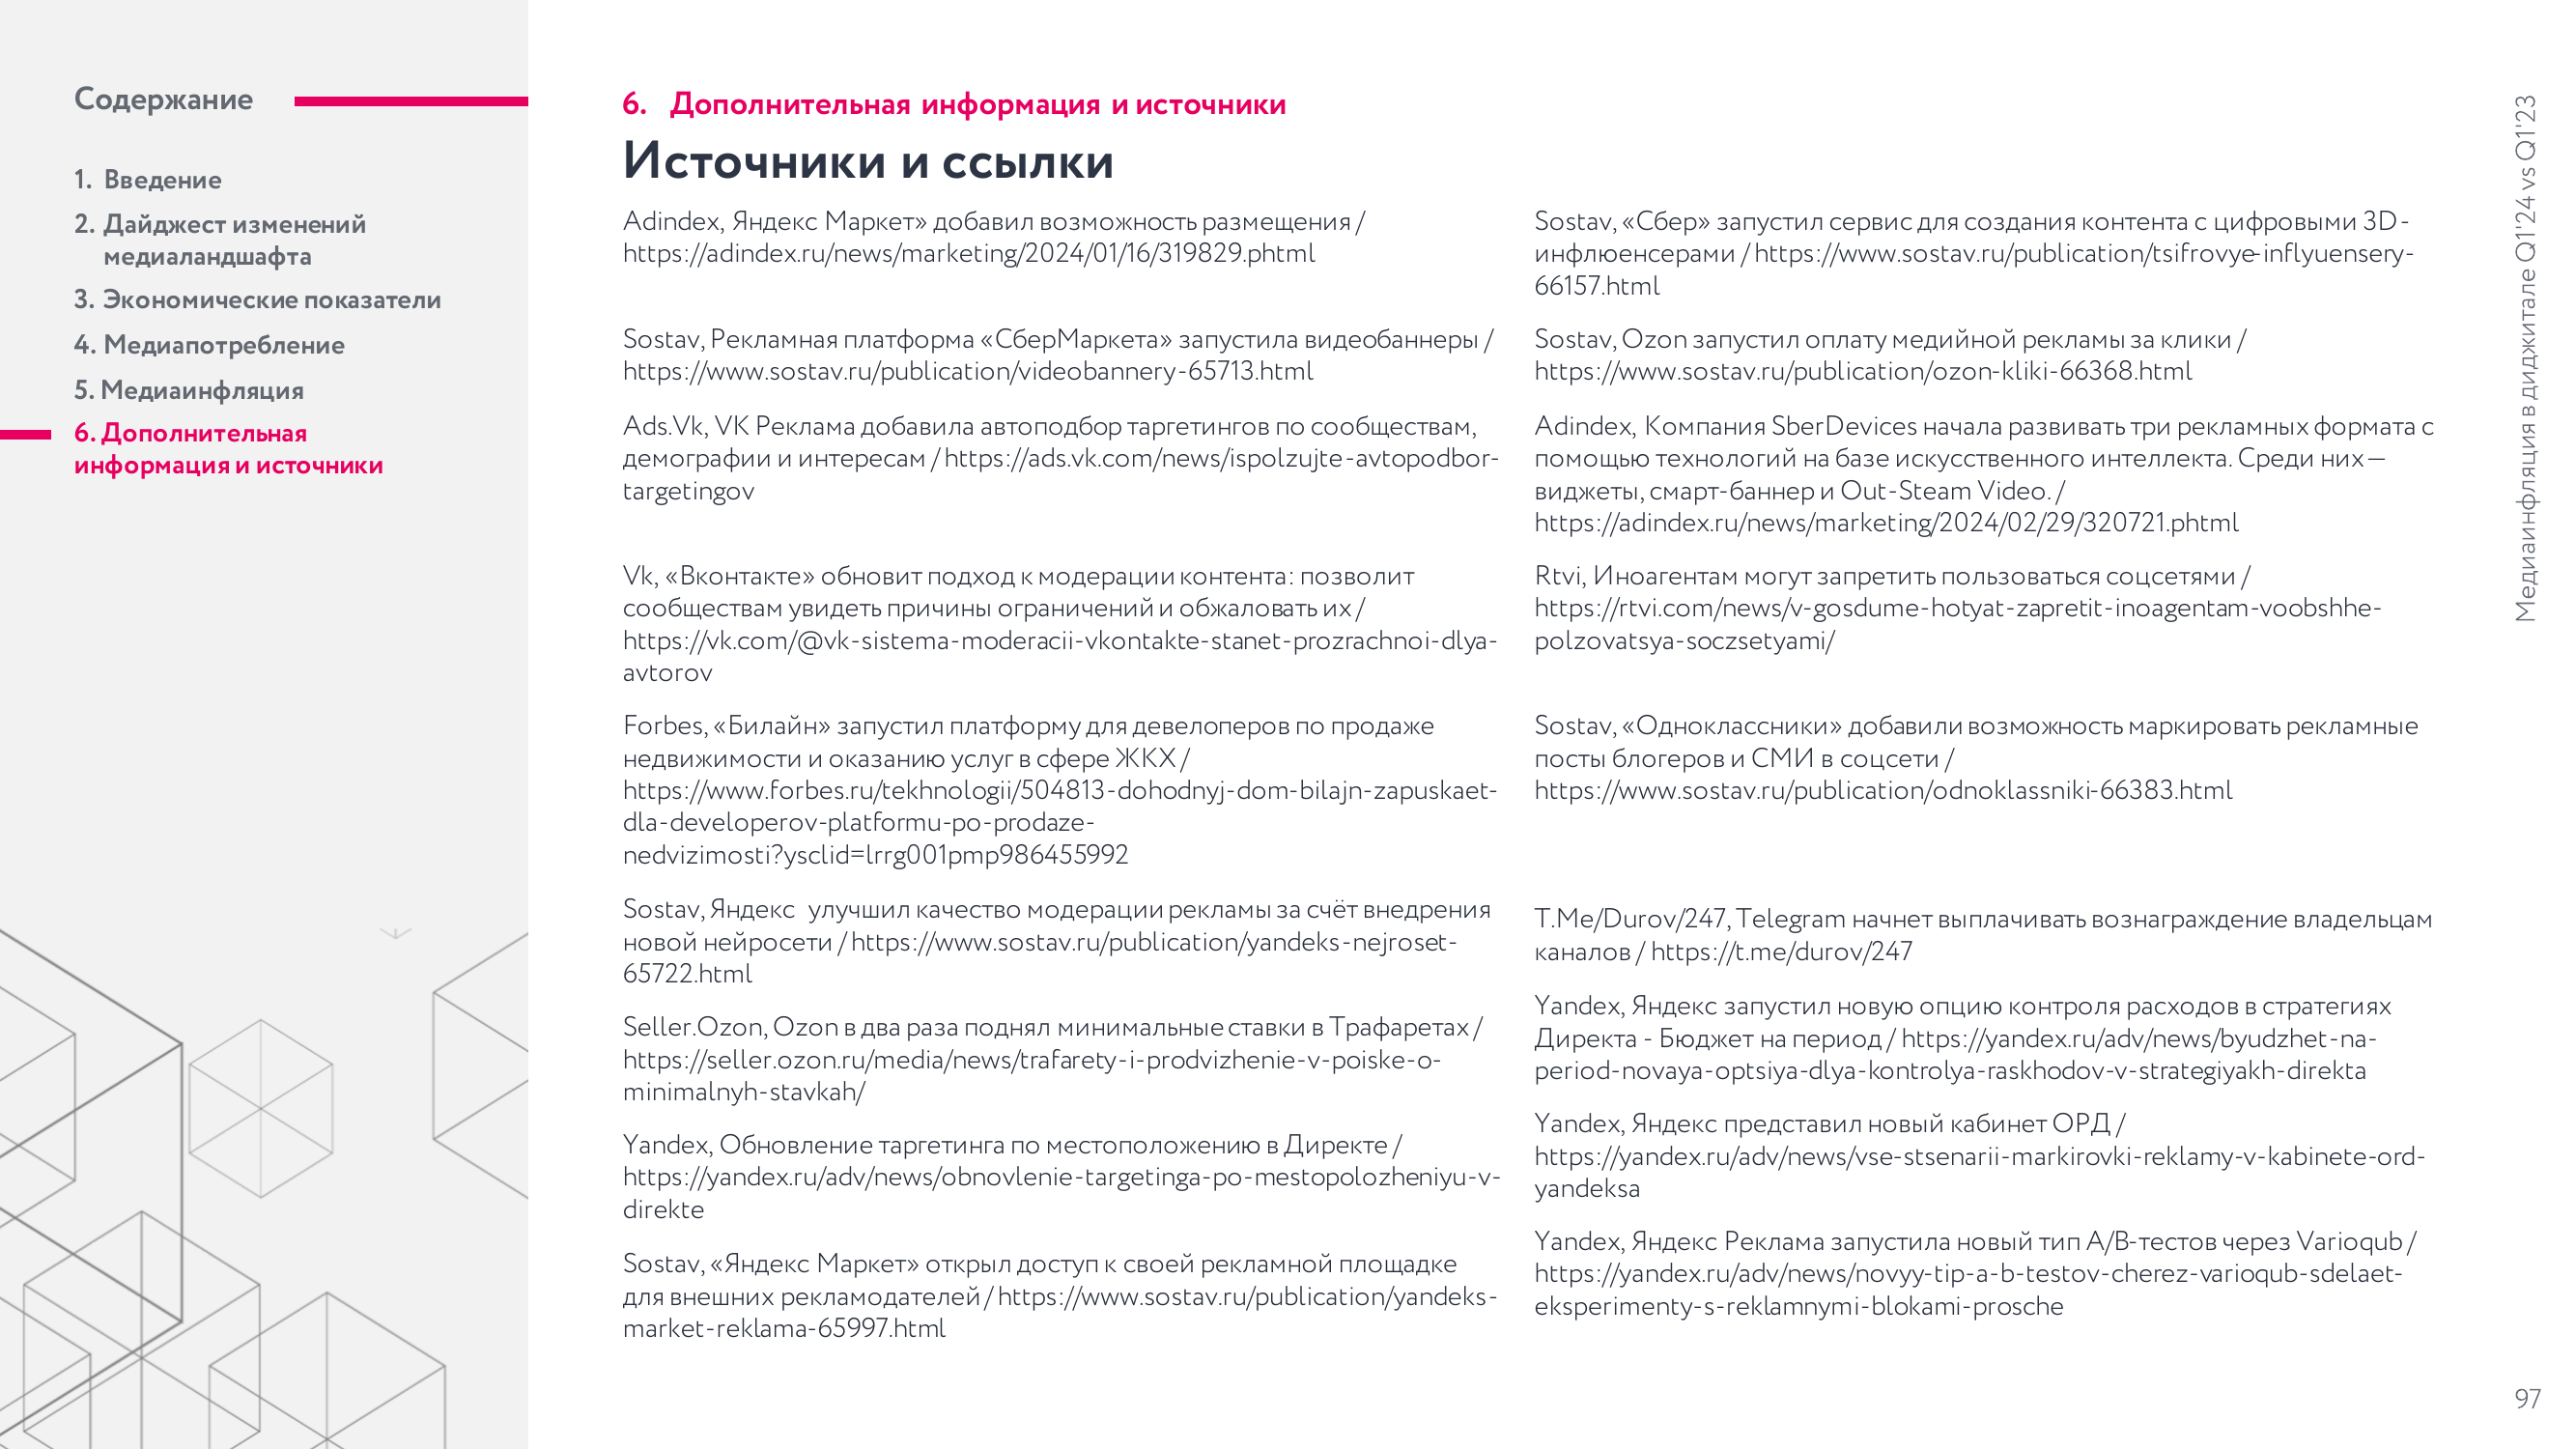 Содержание
1. Введение
2. Дайджест изменений
медиаландшафта
3. Экономические показатели
4. Медиапотребление
5. Медиаинфляция
6. Дополнительная
информация и источники
6. Дополнительная информация и источники
Источники и ссылки
Adindex, Яндекс Маркет» добавил возможность размещения /
https://adindex.ru/news/marketing/2024/01/16/319829.phtml
Sostav, Рекламная платформа «СберМаркета» запустила видеобаннеры /
https://www.sostav.ru/publication/videobannery-65713.html
Ads.Vk, VK Реклама добавила автоподбор таргетингов по сообществам,
демографии и интересам / https://ads.vk.com/news/ispolzujte-avtopodbor-
targetingov
Vk, «Вконтакте» обновит подход к модерации контента: позволит
сообществам увидеть причины ограничений и обжаловать их /
https://vk.com/@vk-sistema-moderacii-vkontakte-stanet-prozrachnoi-dlya-
avtorov
Forbes, «Билайн» запустил платформу для девелоперов по продаже
недвижимости и оказанию услуг в сфере ЖКХ /
https://www.forbes.ru/tekhnologii/504813-dohodnyj-dom-bilajn-zapuskaet-
dla-developerov-platformu-po-prodaze-
nedvizimosti?ysclid=lrrg001pmp986455992
Sostav, Яндекс улучшил качество модерации рекламы за счёт внедрения
новой нейросети / https://www.sostav.ru/publication/yandeks-nejroset-
65722.html
Seller.Ozon, Ozon в два раза поднял минимальные ставки в Трафаретах /
https://seller.ozon.ru/media/news/trafarety-i-prodvizhenie-v-poiske-o-
minimalnyh-stavkah/
Yandex, Обновление таргетинга по местоположению в Директе /
https://yandex.ru/adv/news/obnovlenie-targetinga-po-mestopolozheniyu-v-
direkte
Sostav, «Яндекс Маркет» открыл доступ к своей рекламной площадке
для внешних рекламодателей / https://www.sostav.ru/publication/yandeks-
market-reklama-65997.html
Sostav, «Сбер» запустил сервис для создания контента с цифровыми 3D-
инфлюенсерами / https://www.sostav.ru/publication/tsifrovye-inflyuensery-
66157.html
Sostav, Ozon запустил оплату медийной рекламы за клики /
https://www.sostav.ru/publication/ozon-kliki-66368.html
Adindex, Компания SberDevices начала развивать три рекламных формата с
помощью технологий на базе искусственного интеллекта. Среди них —
виджеты, смарт-баннер и Out-Steam Video. /
https://adindex.ru/news/marketing/2024/02/29/320721.phtml
Rtvi, Иноагентам могут запретить пользоваться соцсетями /
https://rtvi.com/news/v-gosdume-hotyat-zapretit-inoagentam-voobshhe-
polzovatsya-soczsetyami/
Sostav, «Одноклассники» добавили возможность маркировать рекламные
посты блогеров и СМИ в соцсети /
https://www.sostav.ru/publication/odnoklassniki-66383.html
T.Me/Durov/247, Telegram начнет выплачивать вознаграждение владельцам
каналов / https://t.me/durov/247
Yandex, Яндекс запустил новую опцию контроля расходов в стратегиях
Директа - Бюджет на период / https://yandex.ru/adv/news/byudzhet-na-
period-novaya-optsiya-dlya-kontrolya-raskhodov-v-strategiyakh-direkta
Yandex, Яндекс представил новый кабинет ОРД /
https://yandex.ru/adv/news/vse-stsenarii-markirovki-reklamy-v-kabinete-ord-
yandeksa
Yandex, Яндекс Реклама запустила новый тип A/B-тестов через Varioqub /
https://yandex.ru/adv/news/novyy-tip-a-b-testov-cherez-varioqub-sdelaet-
eksperimenty-s-reklamnymi-blokami-prosche
Медиаинфляция в диджитале Q1'24 vs Q1'23
97